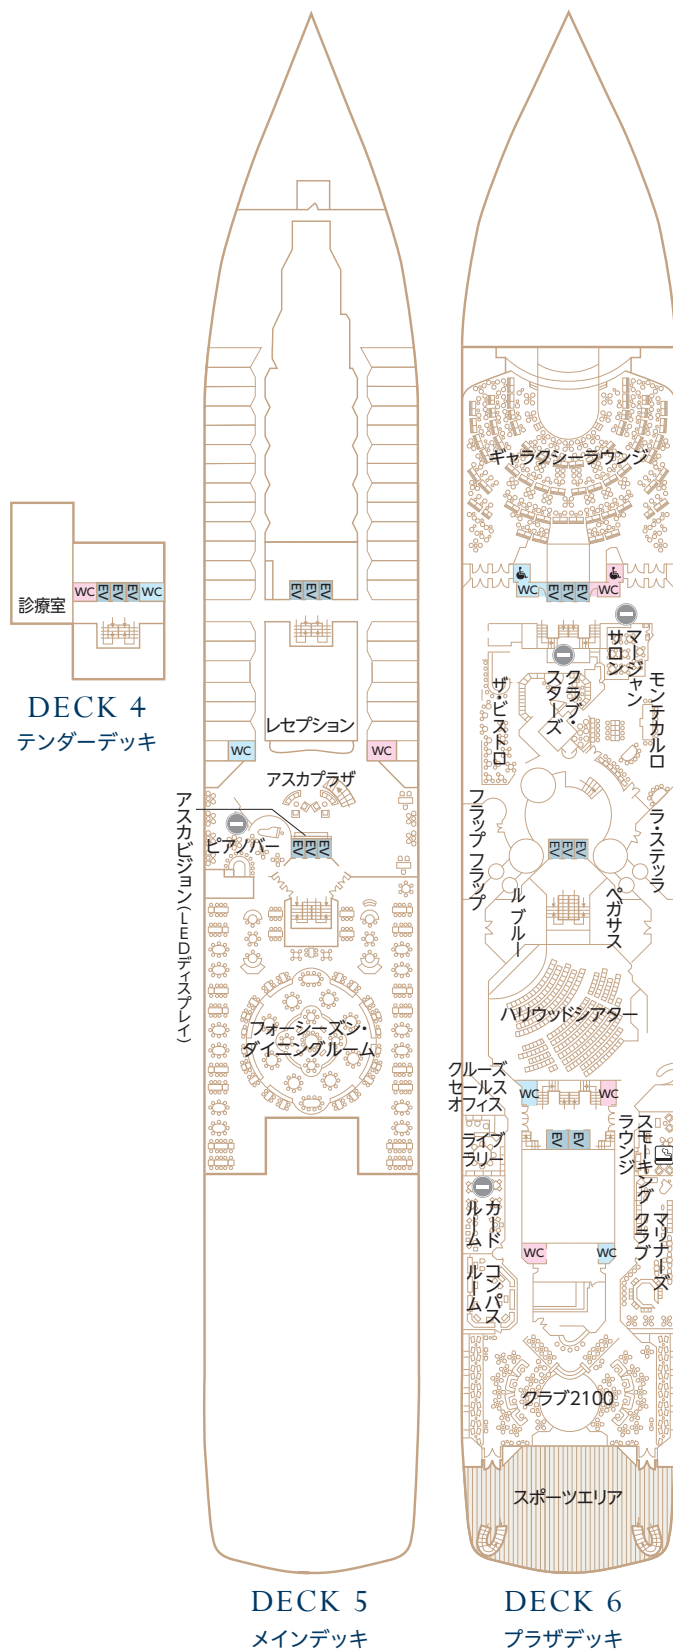 WC
EV
EV
EV
WC
診療室
DECK 4
テンダーデッキ
EV
EV
EV
レセプション
WC
WC
アスカプラザ
アスカビジョン(LEDディスプレイ)
ピアノバー
EV
EV
EV
フォーシーズン・
ダイニングルーム
DECK 5
メインデッキ
ギャラクシーラウンジ
WC
EV
EV
EV
WC
マージャン
サロン
クラブ・
スターズ
ザ・ビストロ
モンテカルロ
フラップ フラップ
EV
EV
EV
ラ・ステッラ
ル ブルー
ペガサス
ハリウッドシアター
クルーズ
セールス
オフィス
WC
WC
EV
EV
ライブ
ラリー
スモーキング
ラウンジ
カード
ルーム
マリナーズ
クラブ
WC
WC
コンパス
ルーム
クラブ2100
スポーツエリア
DECK 6
プラザデッキ